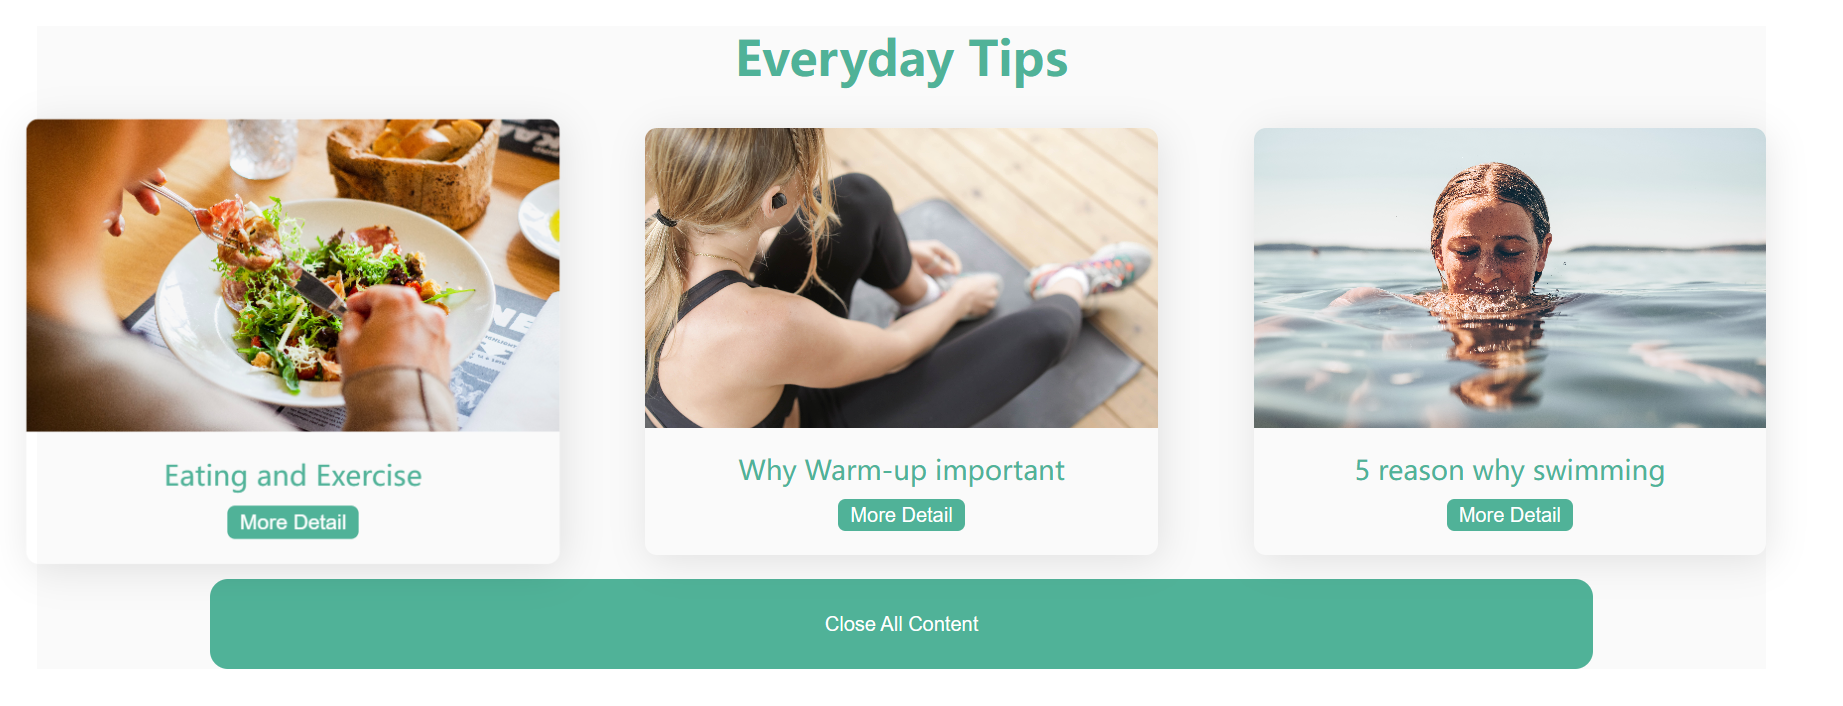 Everyday Tips
Eating and Exercise
More Detail
Why Warm-up important
More Detail
5 reason why swimming
More Detail
Close All Content